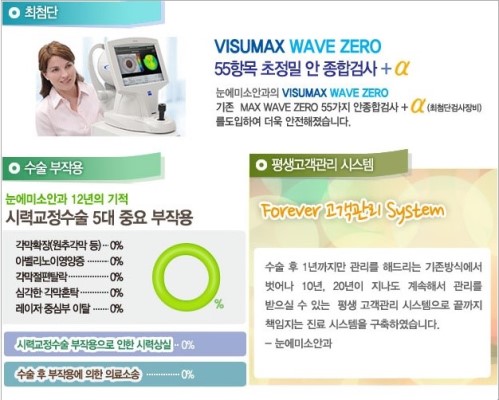 최첨단
VISUMAX WAVE ZERO
55항목 초정밀 안 종합검사 + α
눈에미소안과의 VISUMAX WAVE ZERO
기존 MAX WAVE ZERO 55가지 안종합검사 + α (최첨단검사장비)
를도입하여 더욱 안전해졌습니다.
수술 부작용
눈에미소안과 12년의 기적
시력교정수술 5대 중요 부작용
각막확장(원추각막 등) ··· 0%
아벨리노이영양증 ······· 0%
각막절편탈락 ············ 0%
심각한 각막혼탁 ········ 0%
레이저 중심부 이탈 ····· 0%
%
시력교정수술 부작용으로 인한 시력상실 ·· 0%
수술 후 부작용에 의한 의료소송 ···· 0%
평생고객관리 시스템
Forever 고객관리 System
수술 후 1년까지만 관리를 해드리는 기존방식에서
벗어나 10년, 20년이 지나도 계속해서 관리를
받으실 수 있는 평생 고객관리 시스템으로 끝까지
책임지는 진료 시스템을 구축하였습니다.
- 눈에미소안과